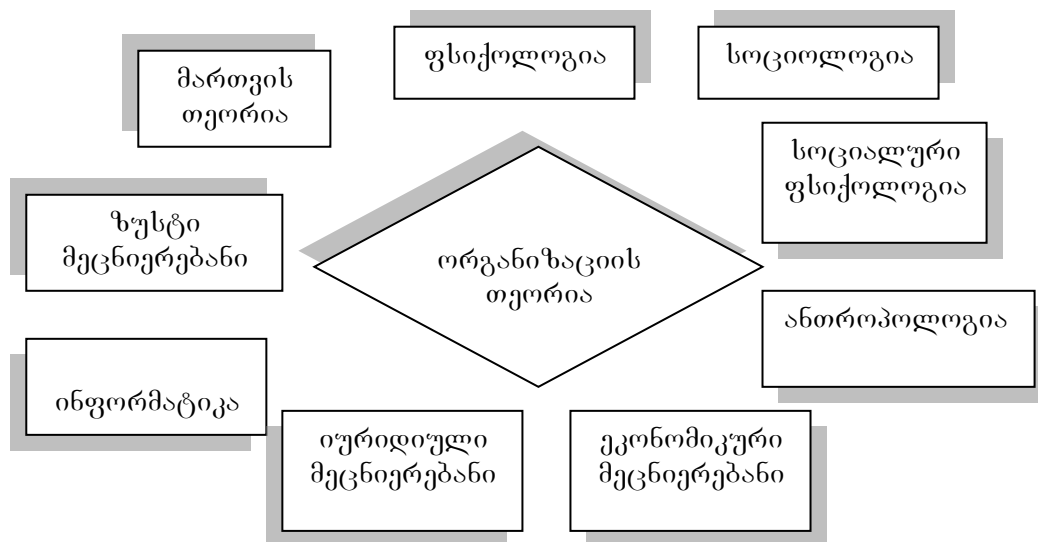 ფსიქოლოგია
სოციოლოგია
მართვის
თეორია
სოციალური
ფსიქოლოგია
ზუსტი
მეცნიერებანი
ორგანიზაციის
თეორია
ანთროპოლოგია
ინფორმატიკა
იურიდიული
მეცნიერებანი
ეკონომიკური
მეცნიერებანი